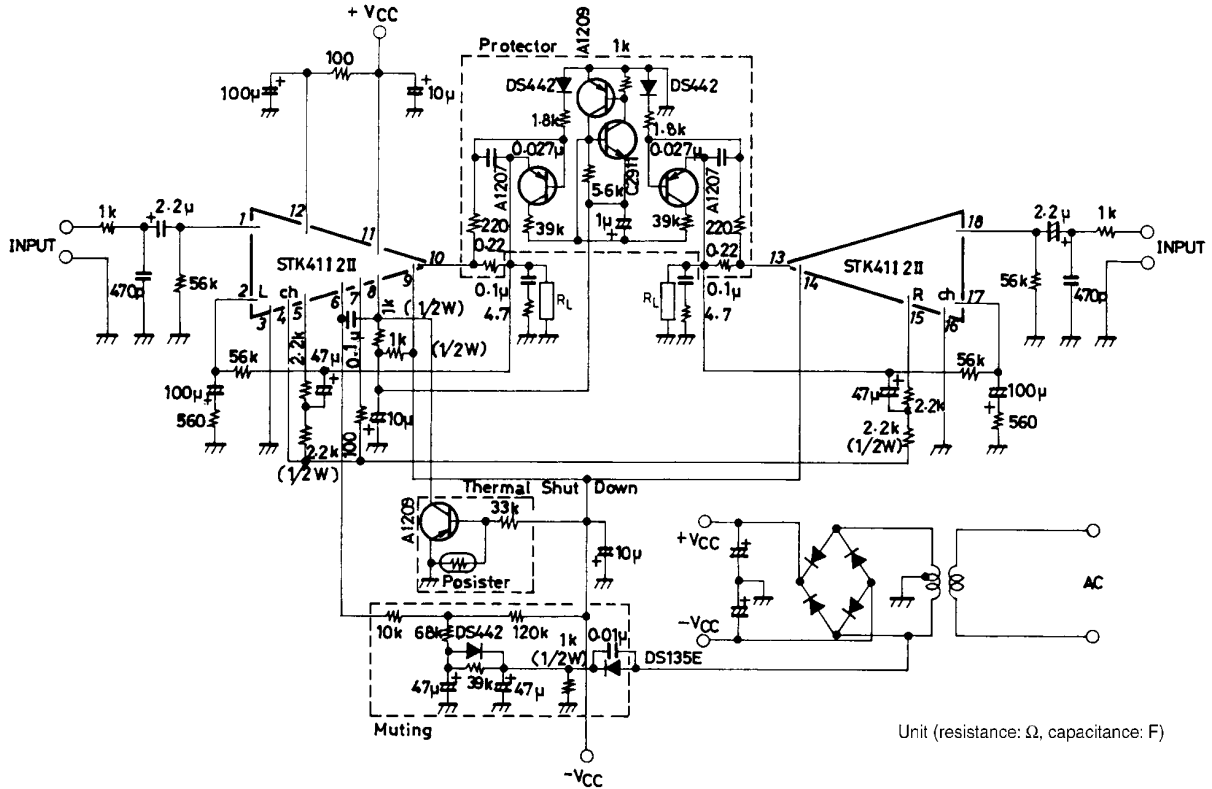 + VCC
A1209
Protector
1k
100
100μ
+
10μ
+
DS442
DS442
1.8k
1.8k
0.027μ
0.027μ
C2911
A1207
A1207
5.6k
1μ
+
39k
39k
220
220
0.22
0.22
1k
2.2μ
+
1
12
11
10
INPUT
470p
56k
STK4112II
2
L ch
3
4
5
6
7
8
9
1k
(1/2W)
1k
(1/2W)
0.1μ
4.7
RL
RL
0.1μ
4.7
13
14
STK4112II
R ch
15
16
17
18
2.2μ
+
1k
INPUT
56k
470p
2.2k
47μ
+
0.1μ
56k
100μ
+
560
10μ
+
100
2.2k
(1/2W)
47μ
+
2.2k
2.2k
(1/2W)
56k
100μ
+
560
Thermal Shut Down
A1209
33k
Posister
10μ
+
+VCC
+
+
−VCC
AC
10k
68k
DS442
120k
1k
(1/2W)
0.01μ
DS135E
39k
47μ
+
47μ
+
Muting
−VCC
Unit (resistance: Ω, capacitance: F)